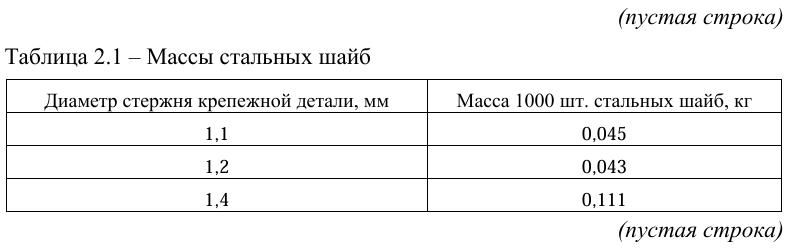 (пустая строка)
Таблица 2.1 – Массы стальных шайб
Диаметр стержня крепежной детали, мм Масса 1000 шт. стальных шайб, кг
1,1 0,045
1,2 0,043
1,4 0,111
(пустая строка)